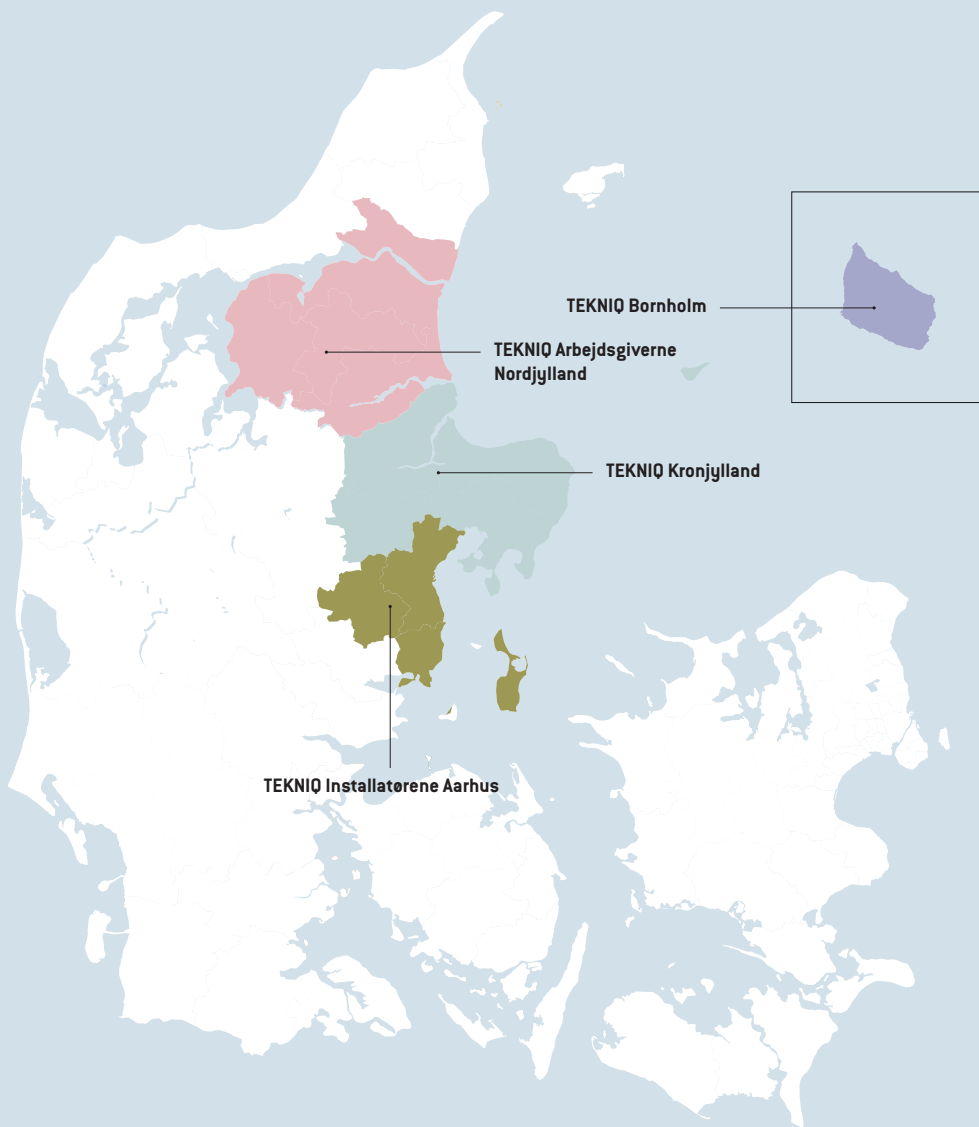 TEKNIQ Bornholm
TEKNIQ Arbejdsgiverne
Nordjylland
TEKNIQ Kronjylland
TEKNIQ Installatørene Aarhus